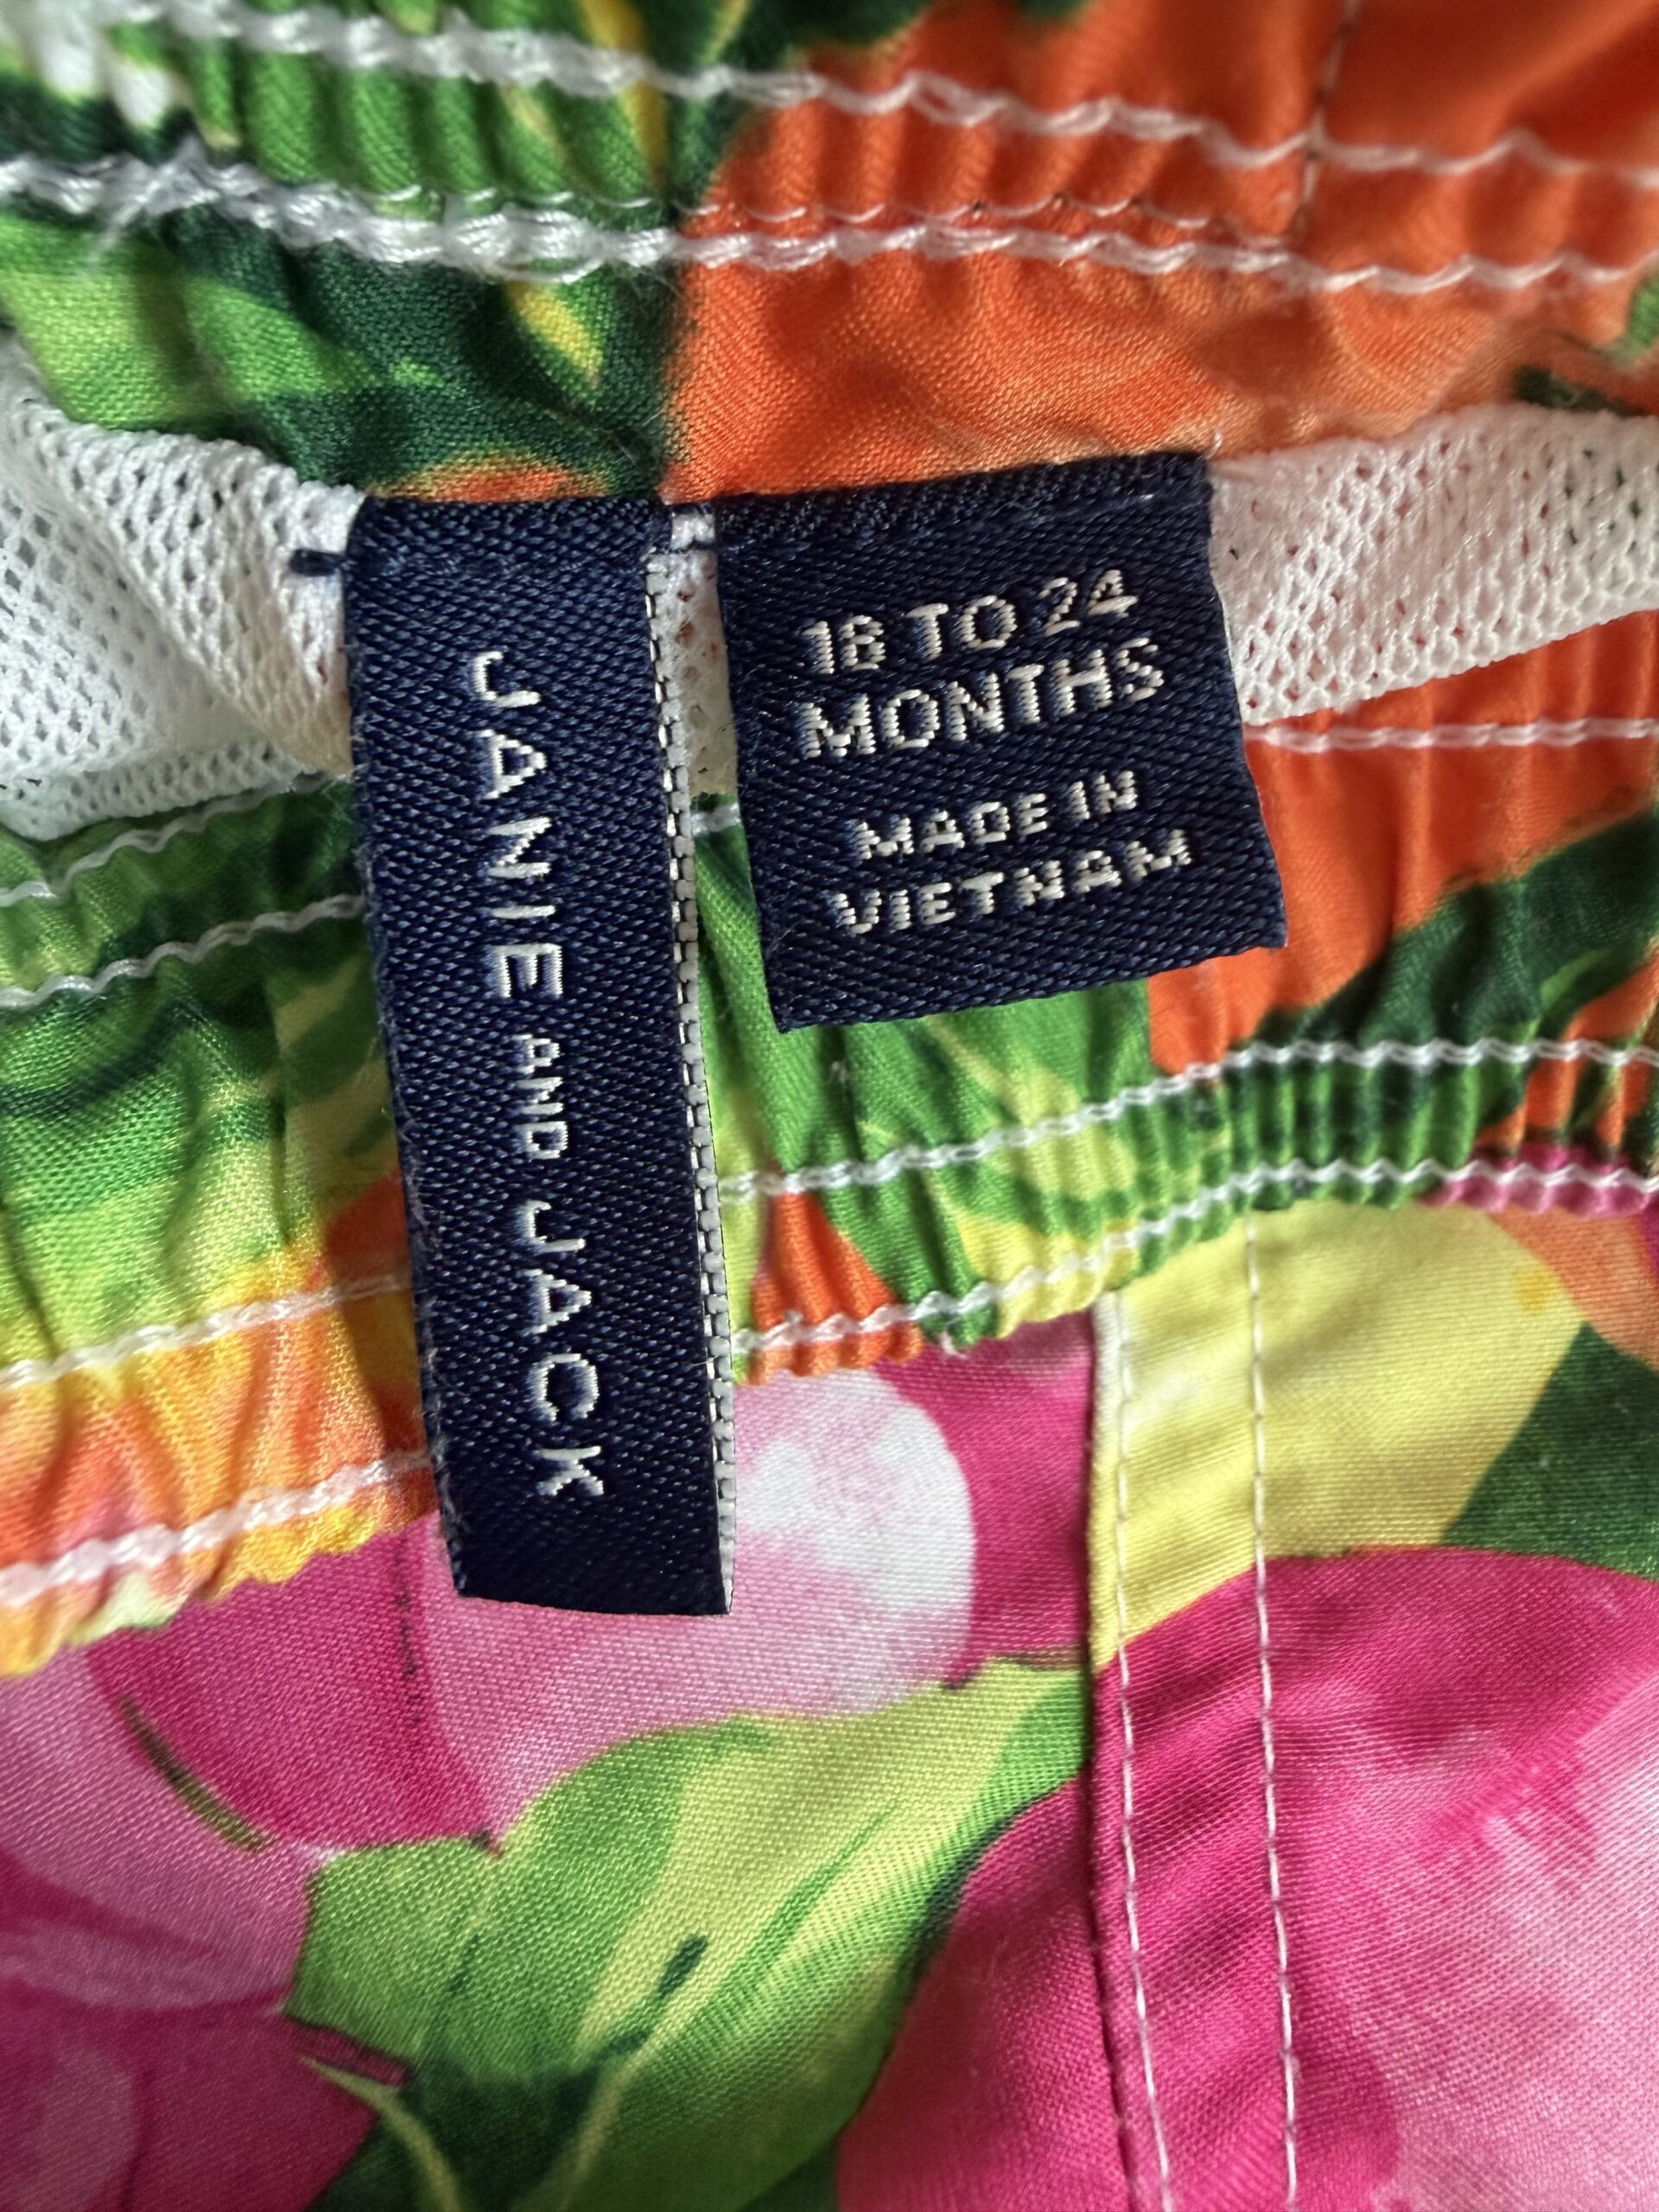 JANIE AND JACK
18 TO 24
MONTHS
MADE IN
VIETNAM